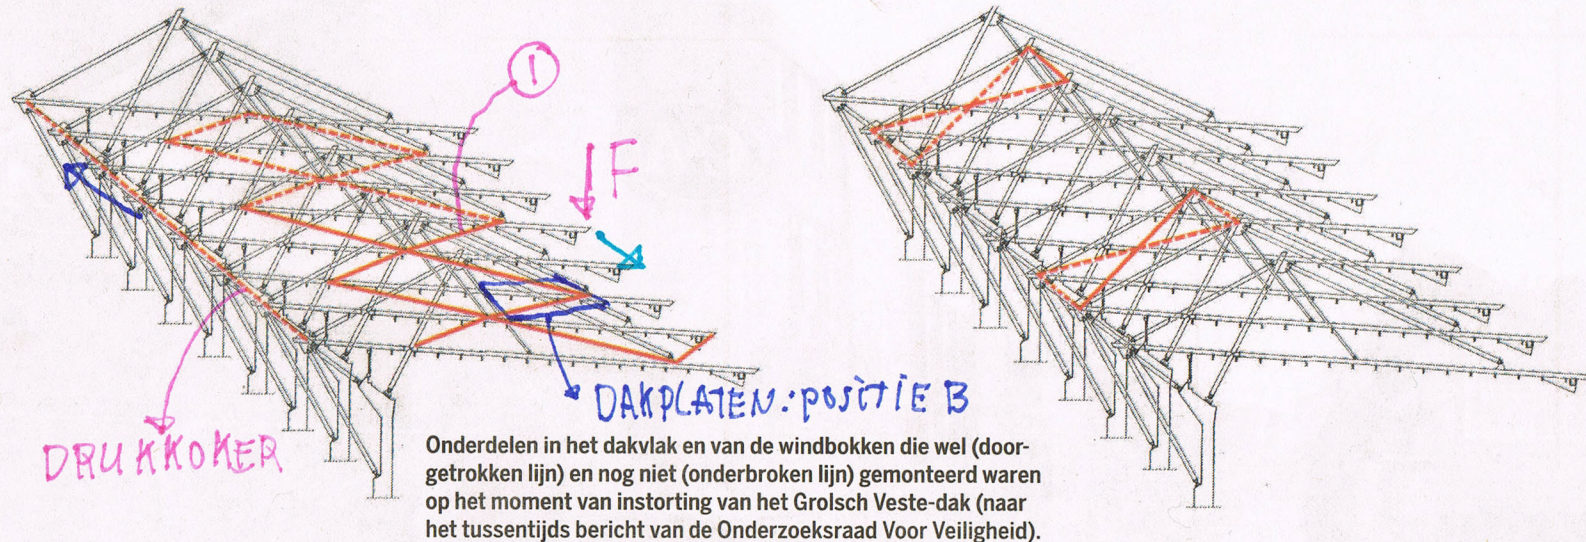 1
F
DAKPLATEN: POSITIE B
DRUKKOKER
Onderdelen in het dakvlak en van de windbokken die wel (door-
getrokken lijn) en nog niet (onderbroken lijn) gemonteerd waren
op het moment van instorting van het Grolsch Veste-dak (naar
het tussentijds bericht van de Onderzoeksraad Voor Veiligheid).